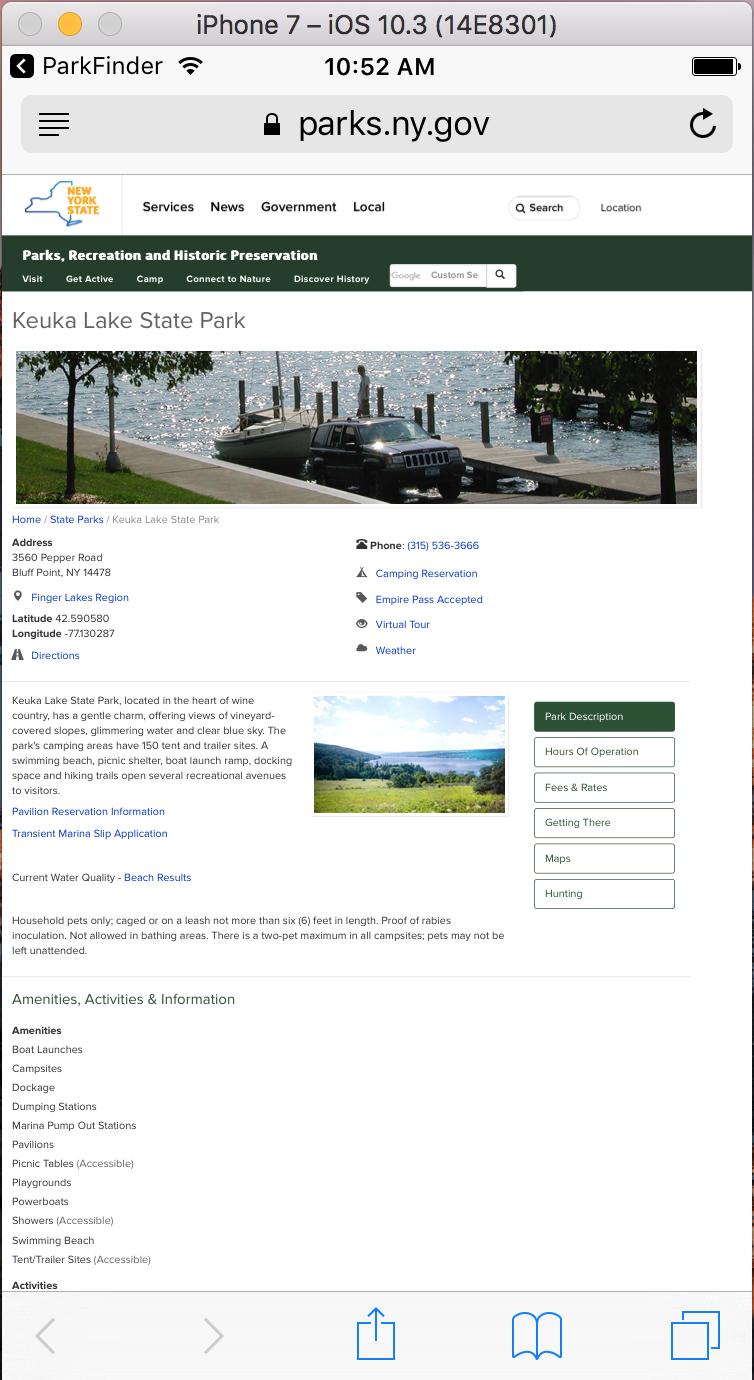 iPhone 7 – iOS 10.3 (14E8301)
ParkFinder
10:52 AM
parks.ny.gov
NEW
YORK
STATE
Services News Government Local
Search
Location
Parks, Recreation and Historic Preservation
Visit Get Active Camp Connect to Nature Discover History
Google Custom Se
Keuka Lake State Park
Home / State Parks / Keuka Lake State Park
Address
3560 Pepper Road
Bluff Point, NY 14478
Finger Lakes Region
Latitude 42.590580
Longitude -77.130287
Directions
Phone: (315) 536-3666
Camping Reservation
Empire Pass Accepted
Virtual Tour
Weather
Keuka Lake State Park, located in the heart of wine
country, has a gentle charm, offering views of vineyard-
covered slopes, glimmering water and clear blue sky. The
park's camping areas have 150 tent and trailer sites. A
swimming beach, picnic shelter, boat launch ramp, docking
space and hiking trails open several recreational avenues
to visitors.
Pavilion Reservation Information
Transient Marina Slip Application
Current Water Quality - Beach Results
Household pets only; caged or on a leash not more than six (6) feet in length. Proof of rabies
inoculation. Not allowed in bathing areas. There is a two-pet maximum in all campsites; pets may not be
left unattended.
Park Description
Hours Of Operation
Fees & Rates
Getting There
Maps
Hunting
Amenities, Activities & Information
Amenities
Boat Launches
Campsites
Dockage
Dumping Stations
Marina Pump Out Stations
Pavilions
Picnic Tables (Accessible)
Playgrounds
Powerboats
Showers (Accessible)
Swimming Beach
Tent/Trailer Sites (Accessible)
Activities